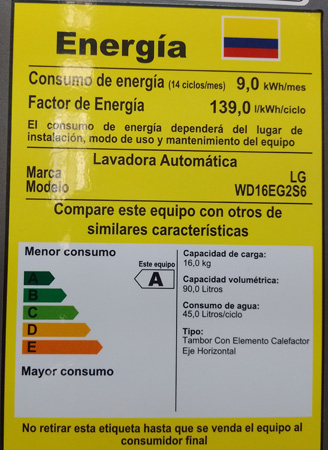 Energía
Consumo de energía (14 ciclos/mes) 9,0 kWh/mes
Factor de Energía 139,0 l/kWh/ciclo
El consumo de energía dependerá del lugar de
instalación, modo de uso y mantenimiento del equipo
Lavadora Automática
Marca LG
Modelo WD16EG2S6
Compare este equipo con otros de
similares características
Menor consumo
Este equipo
A
A
B
C
D
E
Mayor consumo
Capacidad de carga:
16,0 kg
Capacidad volumétrica:
90,0 Litros
Consumo de agua:
45,0 Litros/ciclo
Tipo:
Tambor Con Elemento Calefactor
Eje Horizontal
No retirar esta etiqueta hasta que se venda el equipo al
consumidor final